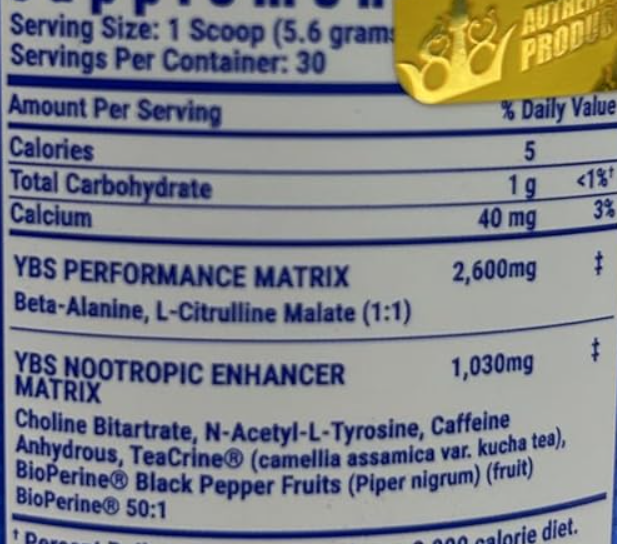 Serving Size: 1 Scoop (5.6 grams
Servings Per Container: 30
AUTHEN
PRODUC
Amount Per Serving % Daily Value
Calories 5
Total Carbohydrate 1 g <1%†
Calcium 40 mg 3%
YBS PERFORMANCE MATRIX 2,600mg ‡
Beta-Alanine, L-Citrulline Malate (1:1)
YBS NOOTROPIC ENHANCER 1,030mg ‡
MATRIX
Choline Bitartrate, N-Acetyl-L-Tyrosine, Caffeine
Anhydrous, TeaCrine® (camellia assamica var. kucha tea),
BioPerine® Black Pepper Fruits (Piper nigrum) (fruit)
BioPerine® 50:1
calorie diet.